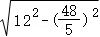 √(12² - (48/5)²)